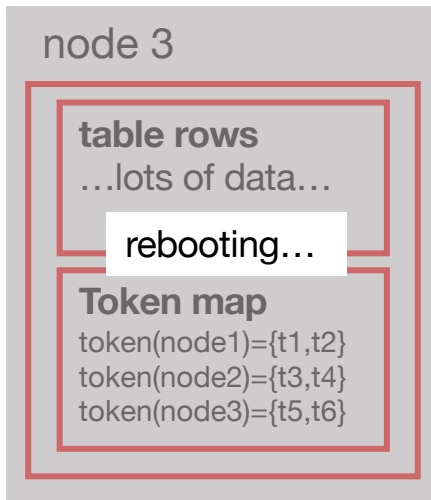 node 3
table rows
…lots of data…
rebooting…
Token map
token(node1)={t1,t2}
token(node2)={t3,t4}
token(node3)={t5,t6}